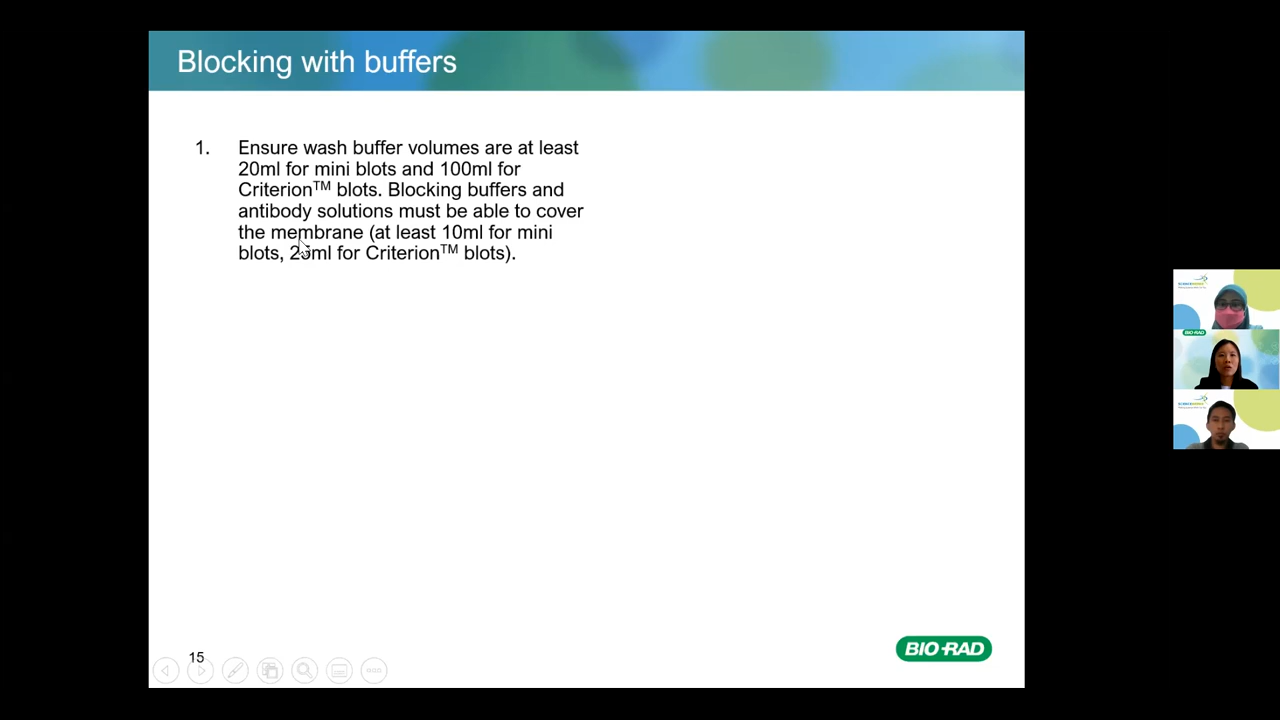 Blocking with buffers
1. Ensure wash buffer volumes are at least
20ml for mini blots and 100ml for
Criterion™ blots. Blocking buffers and
antibody solutions must be able to cover
the membrane (at least 10ml for mini
blots, for Criterion™ blots).
15
BIO-RAD
BIO-RAD